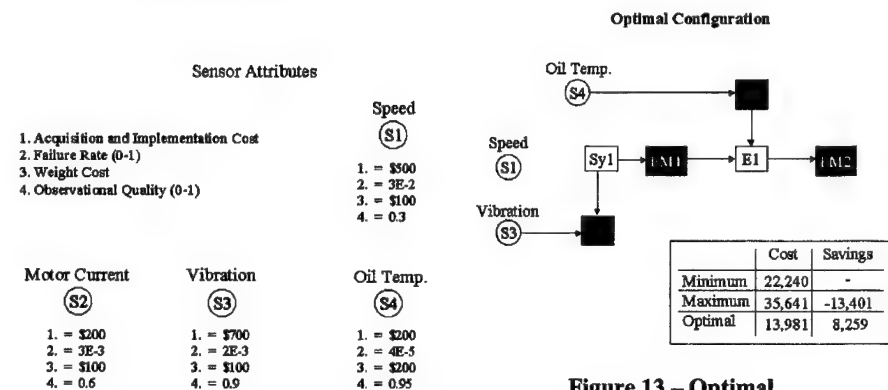 Sensor Attributes
1. Acquisition and Implementation Cost
2. Failure Rate (0-1)
3. Weight Cost
4. Observational Quality (0-1)
Speed
S1
1. = $500
2. = 3E-2
3. = $100
4. = 0.3
Motor Current
S2
1. = $200
2. = 3E-3
3. = $100
4. = 0.6
Vibration
S3
1. = $700
2. = 2E-3
3. = $100
4. = 0.9
Oil Temp.
S4
1. = $200
2. = 4E-5
3. = $200
4. = 0.95
Optimal Configuration
Oil Temp.
S4
Speed
S1
Sy1
FM1
E1
FM2
Vibration
S3
Cost Savings
Minimum 22,240 -
Maximum 35,641 -13,401
Optimal 13,981 8,259
Figure 13 – Optimal